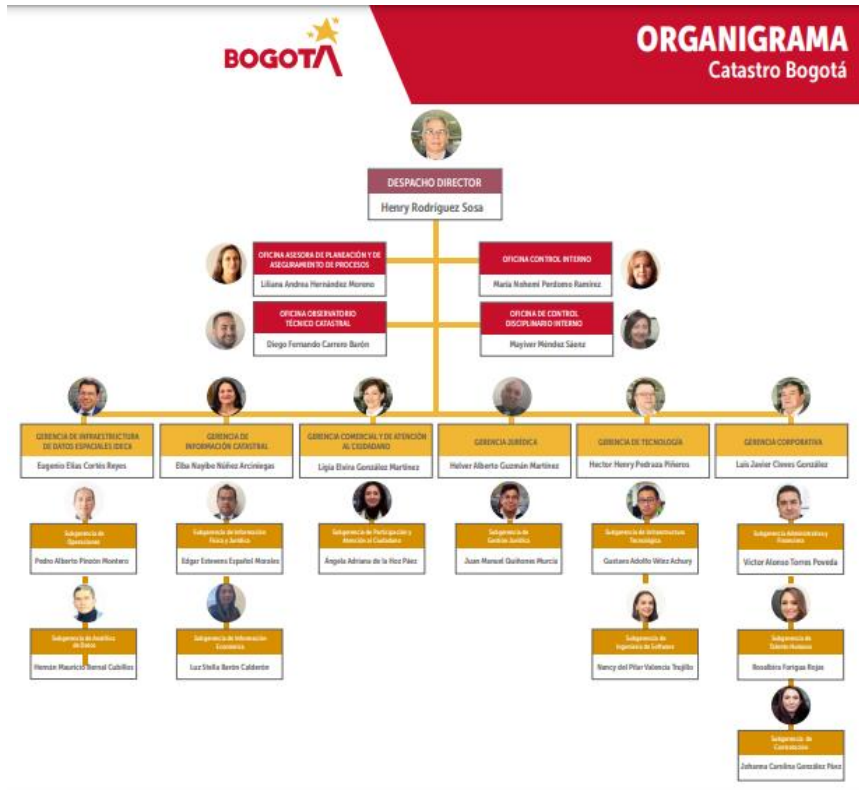 BOGOTÁ
ORGANIGRAMA
Catastro Bogotá
DESPACHO DIRECTOR
Henry Rodríguez Sosa
OFICINA ASESORA DE PLANEACIÓN Y DE
ASEGURAMIENTO DE PROCESOS
Liliana Andrea Hernández Moreno
OFICINA CONTROL INTERNO
María Nohemí Perdomo Ramírez
OFICINA OBSERVATORIO
TÉCNICO CATASTRAL
Diego Fernando Carrero Barón
OFICINA DE CONTROL
DISCIPLINARIO INTERNO
Mayiver Méndez Sáenz
GERENCIA DE INFRAESTRUCTURA
DE DATOS ESPACIALES IDECA
Eugenio Elías Cortés Reyes
GERENCIA DE
INFORMACIÓN CATASTRAL
Elba Nayibe Núñez Arciniegas
GERENCIA COMERCIAL Y DE ATENCIÓN
AL CIUDADANO
Ligia Elvira González Martínez
GERENCIA JURÍDICA
Helver Alberto Guzmán Martínez
GERENCIA DE TECNOLOGÍA
Hector Henry Pedraza Piñeros
GERENCIA CORPORATIVA
Luis Javier Cleves González
Subgerencia de
Operaciones
Pedro Alberto Pinzón Montero
Subgerencia de Información
Física y Jurídica
Edgar Estevens Español Morales
Subgerencia de Participación y
Atención al Ciudadano
Ángela Adriana de la Hoz Páez
Subgerencia de
Gestión Jurídica
Juan Manuel Quiñones Murcia
Subgerencia de Infraestructura
Tecnológica
Gustavo Adolfo Vélez Achury
Subgerencia Administrativa y
Financiera
Víctor Alonso Torres Poveda
Subgerencia de Analítica
de Datos
Hernán Mauricio Bernal Cubillos
Subgerencia de Información
Económica
Luz Stella Barón Calderón
Subgerencia de
Ingeniería de Software
Nancy del Pilar Valencia Trujillo
Subgerencia de
Talento Humano
Rosalbira Forigua Rojas
Subgerencia de
Contratación
Johanna Carolina González Páez